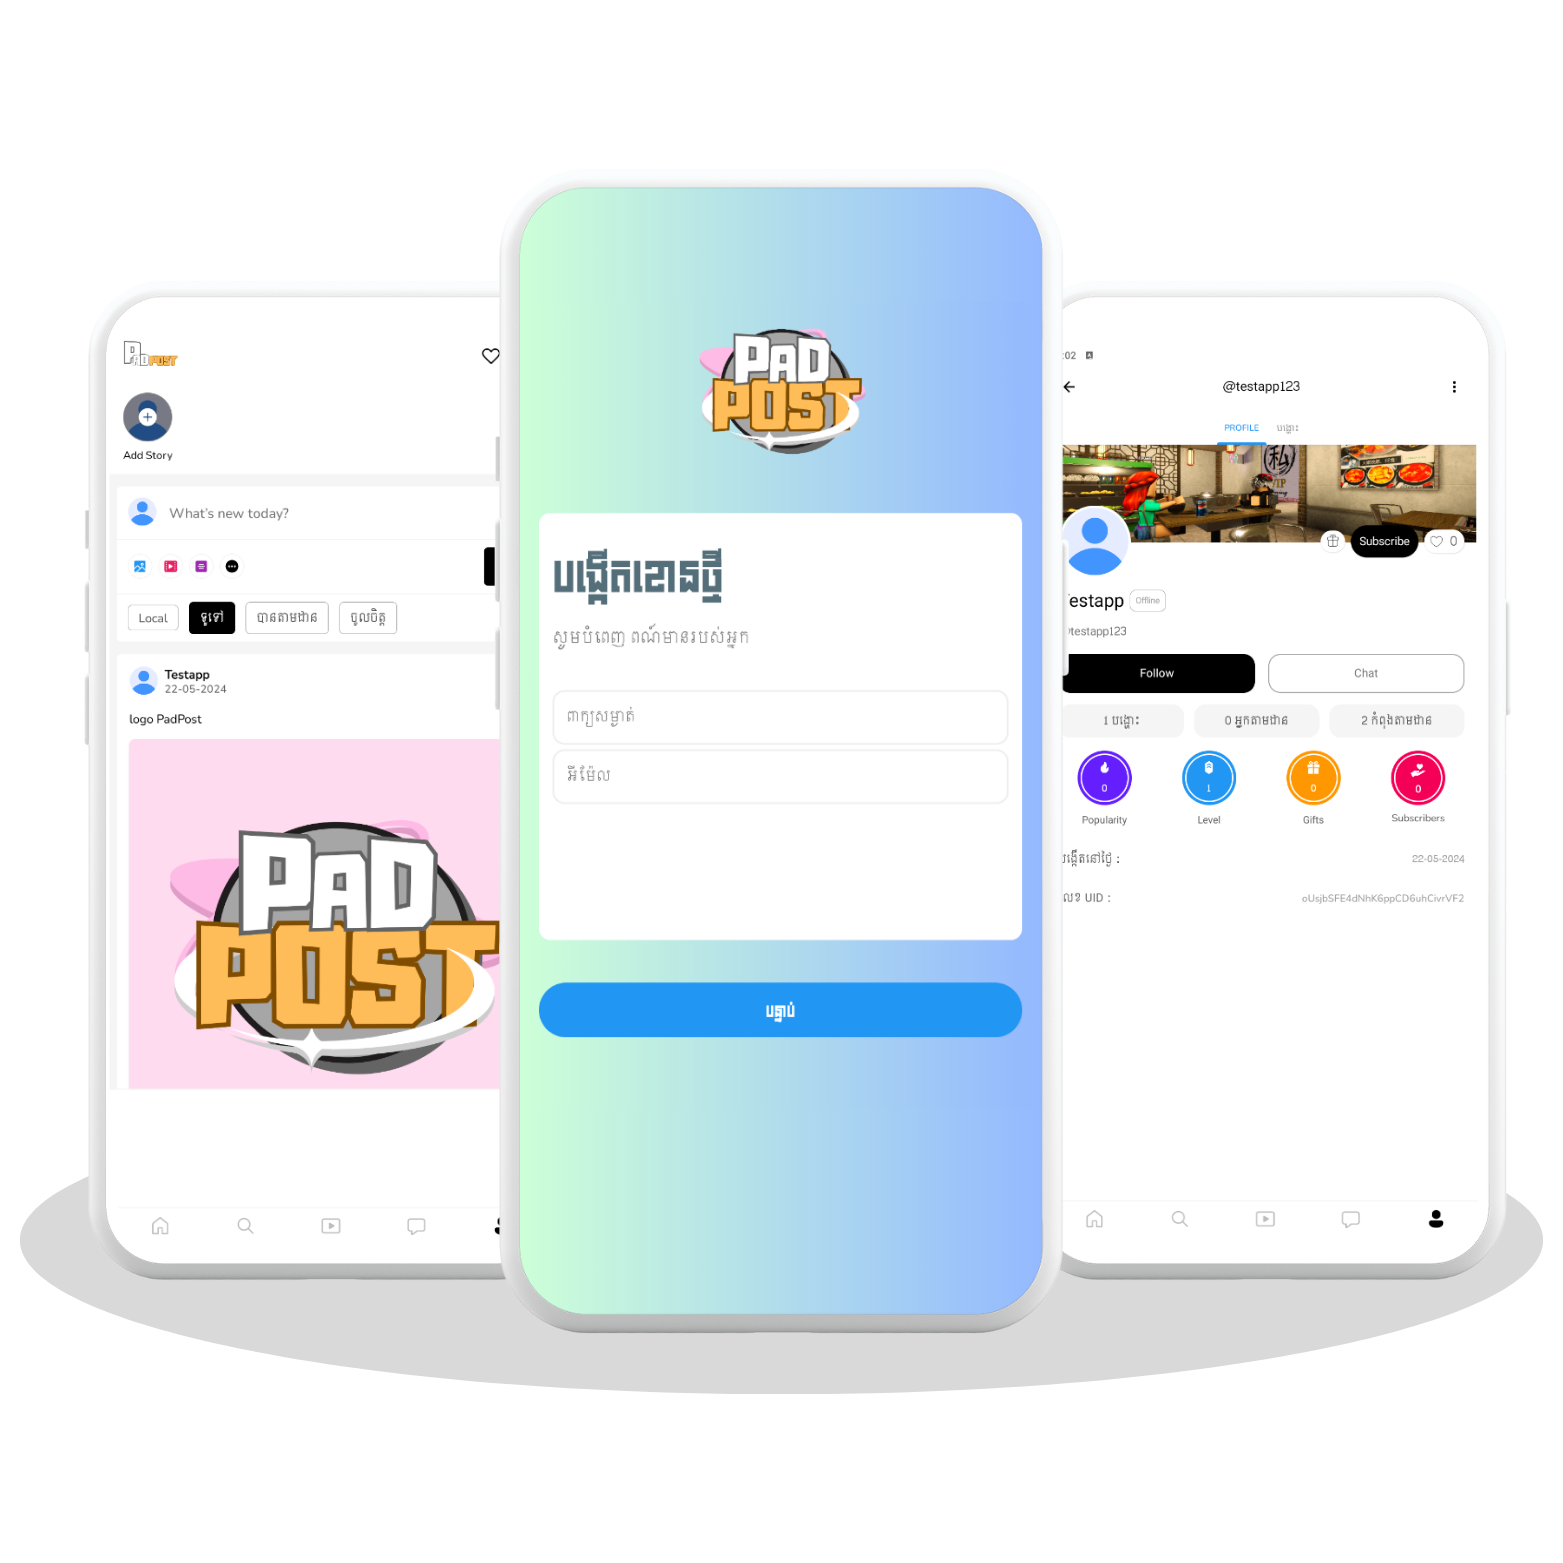 PAD
POST
Add Story
What's new today?
Local
ទូទៅ
បានតាមដាន
ចូលចិត្ត
Testapp
22-05-2024
logo PadPost
PAD
POST
PAD
POST
បង្កើតខោនថ្មី
សូមបំពេញ ពណ៍មានរបស់អ្នក
ពាក្យសម្ងាត់
អ៊ីម៉ែល
បន្ទាប់
:02
@testapp123
PROFILE
បង្ហោះ
私
VIP
Subscribe
0
Testapp
Offline
@testapp123
Follow
Chat
1 បង្ហោះ
0 អ្នកតាមដាន
2 កំពុងតាមដាន
0
1
0
0
Popularity
Level
Gifts
Subscribers
បង្កើតនៅថ្ងៃ :
22-05-2024
លេខ UID :
oUsjbSFE4dNhK6ppCD6uhCivrVF2